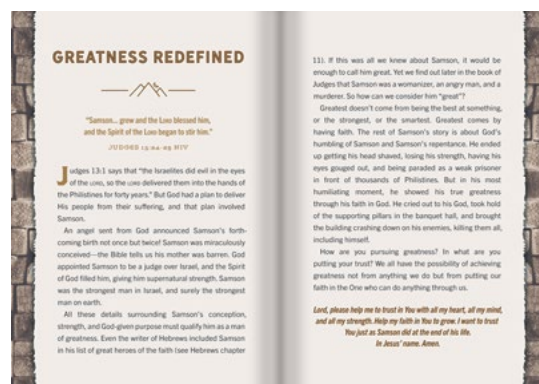 GREATNESS REDEFINED
"Samson... grew and the LORD blessed him,
and the Spirit of the LORD began to stir him."
JUDGES 13:24-25 NIV
Judges 13:1 says that "the Israelites did evil in the eyes
of the LORD, so the LORD delivered them into the hands of
the Philistines for forty years." But God had a plan to deliver
His people from their suffering, and that plan involved
Samson.
An angel sent from God announced Samson's forth-
coming birth not once but twice! Samson was miraculously
conceived—the Bible tells us his mother was barren. God
appointed Samson to be a judge over Israel, and the Spirit
of God filled him, giving him supernatural strength. Samson
was the strongest man in Israel, and surely the strongest
man on earth.
All these details surrounding Samson's conception,
strength, and God-given purpose must qualify him as a man
of greatness. Even the writer of Hebrews included Samson
in his list of great heroes of the faith (see Hebrews chapter
11). If this was all we knew about Samson, it would be
enough to call him great. Yet we find out later in the book of
Judges that Samson was a womanizer, an angry man, and a
murderer. So how can we consider him "great"?
Greatest doesn't come from being the best at something,
or the strongest, or the smartest. Greatest comes by
having faith. The rest of Samson's story is about God's
humbling of Samson and Samson's repentance. He ended
up getting his head shaved, losing his strength, having his
eyes gouged out, and being paraded as a weak prisoner
in front of thousands of Philistines. But in his most
humiliating moment, he showed his true greatness
through his faith in God. He cried out to his God, took hold
of the supporting pillars in the banquet hall, and brought
the building crashing down on his enemies, killing them all,
including himself.
How are you pursuing greatness? In what are you
putting your trust? We all have the possibility of achieving
greatness not from anything we do but from putting our
faith in the One who can do anything through us.
Lord, please help me to trust in You with all my heart, all my mind,
and all my strength. Help my faith in You to grow. I want to trust
You just as Samson did at the end of his life.
In Jesus' name. Amen.